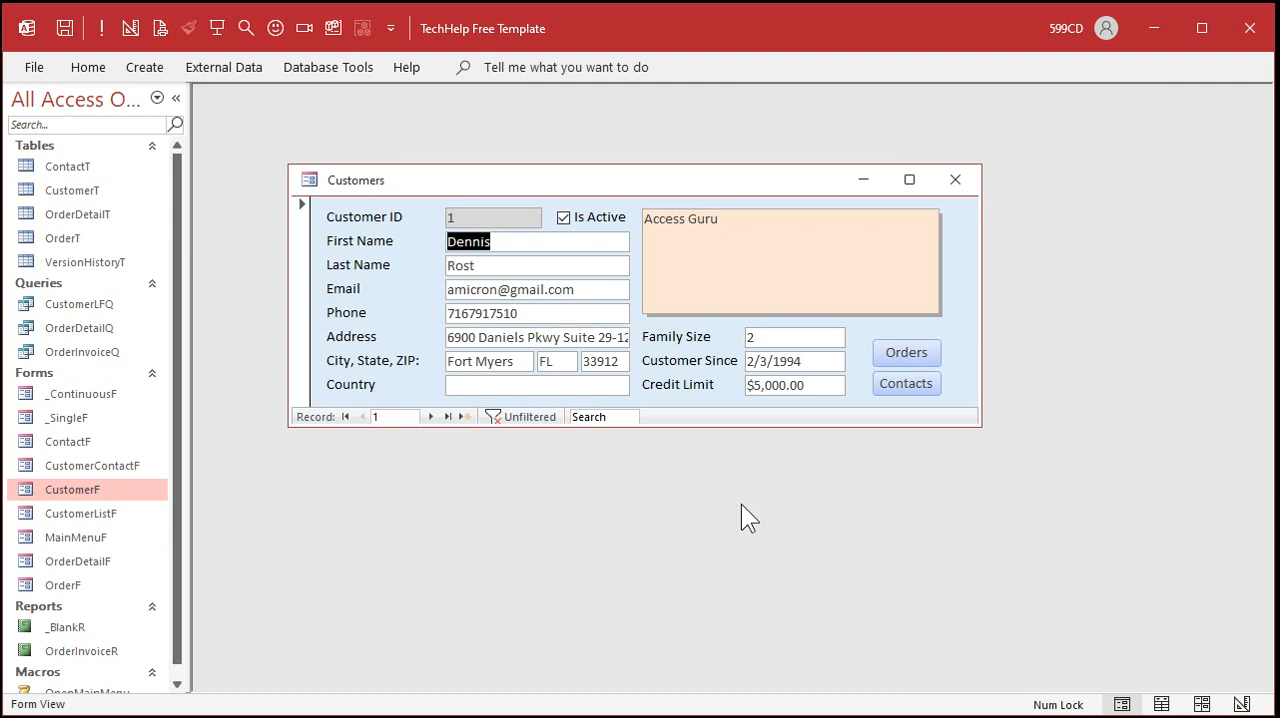 TechHelp Free Template
599CD
File Home Create External Data Database Tools Help Tell me what you want to do
All Access O...
Search...
Tables
ContactT
CustomerT
OrderDetailT
OrderT
VersionHistoryT
Queries
CustomerLFQ
OrderDetailQ
OrderInvoiceQ
Forms
_ContinuousF
_SingleF
ContactF
CustomerContactF
CustomerF
CustomerListF
MainMenuF
OrderDetailF
OrderF
Reports
_BlankR
OrderInvoiceR
Macros
OpenMainMenu
Customers
Customer ID 1 Is Active
First Name Dennis
Last Name Rost
Email amicron@gmail.com
Phone 7167917510
Address 6900 Daniels Pkwy Suite 29-12
City, State, ZIP: Fort Myers FL 33912
Country
Access Guru
Family Size 2
Customer Since 2/3/1994
Credit Limit $5,000.00
Orders
Contacts
Record: 1 Unfiltered Search
Form View
Num Lock